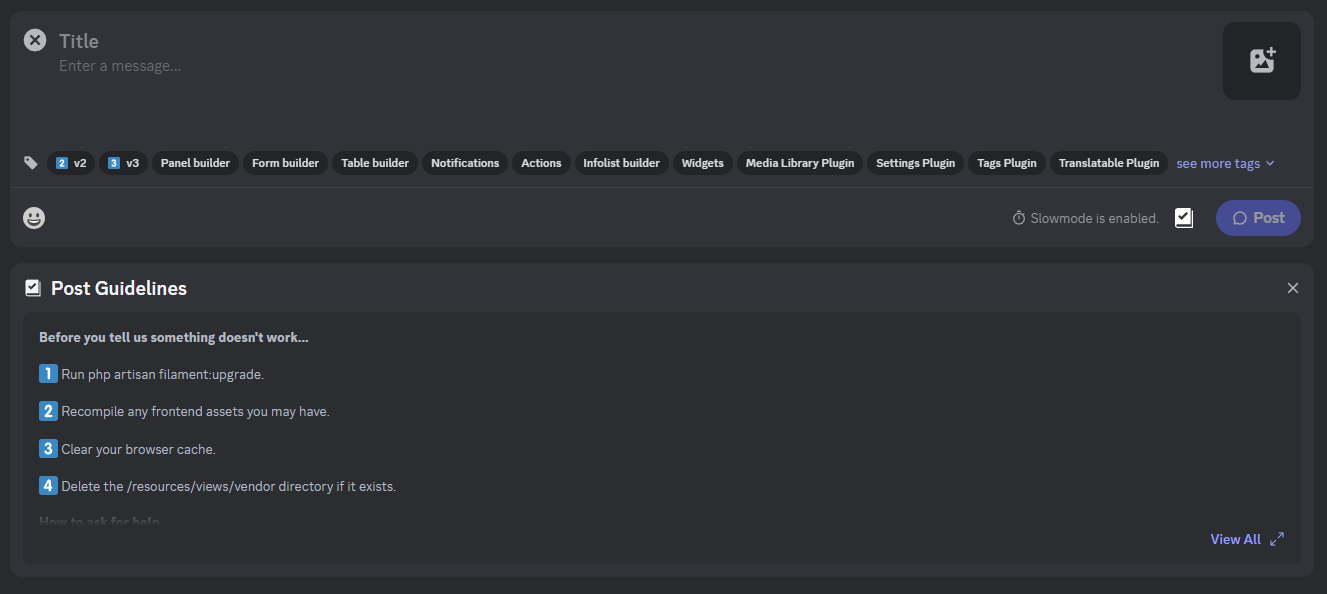 Title
Enter a message...
2 v2 3 v3 Panel builder Form builder Table builder Notifications Actions Infolist builder Widgets Media Library Plugin Settings Plugin Tags Plugin Translatable Plugin see more tags
Slowmode is enabled. Post
Post Guidelines
Before you tell us something doesn't work...
1 Run php artisan filament:upgrade.
2 Recompile any frontend assets you may have.
3 Clear your browser cache.
4 Delete the /resources/views/vendor directory if it exists.
How to ask for help
View All